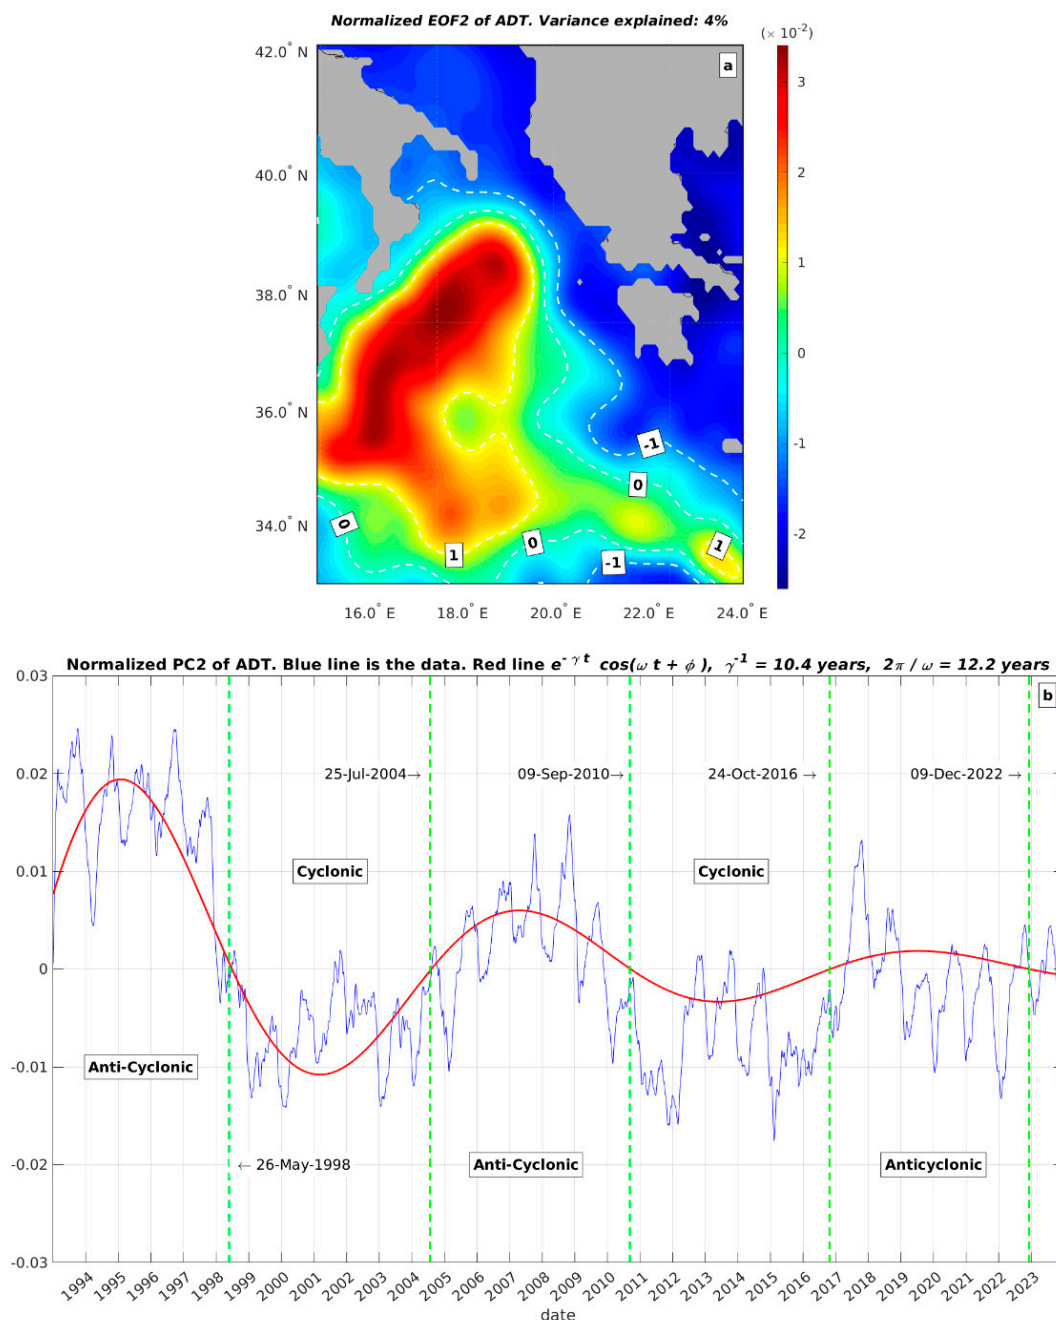 Normalized EOF2 of ADT. Variance explained: 4%
(× 10⁻²)
42.0° N
40.0° N
38.0° N
36.0° N
34.0° N
a
3
2
1
0
-1
-2
-1
0
0
0
1
-1
1
16.0° E 18.0° E 20.0° E 22.0° E 24.0° E
Normalized PC2 of ADT. Blue line is the data. Red line e^{- γ t} cos(ω t + ϕ ), γ⁻¹ = 10.4 years, 2π / ω = 12.2 years
0.03
0.02
0.01
0
-0.01
-0.02
-0.03
b
25-Jul-2004→
09-Sep-2010→
24-Oct-2016 →
09-Dec-2022 →
Cyclonic
Cyclonic
Anti-Cyclonic
← 26-May-1998
Anti-Cyclonic
Anticyclonic
1994 1995 1996 1997 1998 1999 2000 2001 2002 2003 2004 2005 2006 2007 2008 2009 2010 2011 2012 2013 2014 2015 2016 2017 2018 2019 2020 2021 2022 2023
date